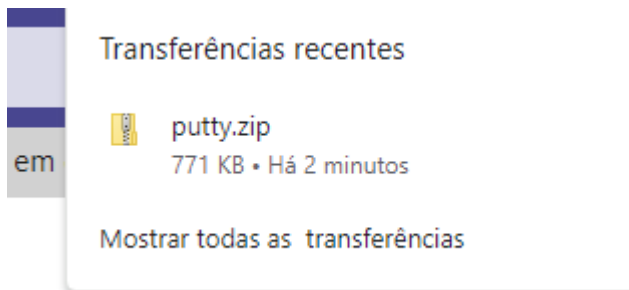 Transferências recentes
putty.zip
em
771 KB • Há 2 minutos
Mostrar todas as transferências